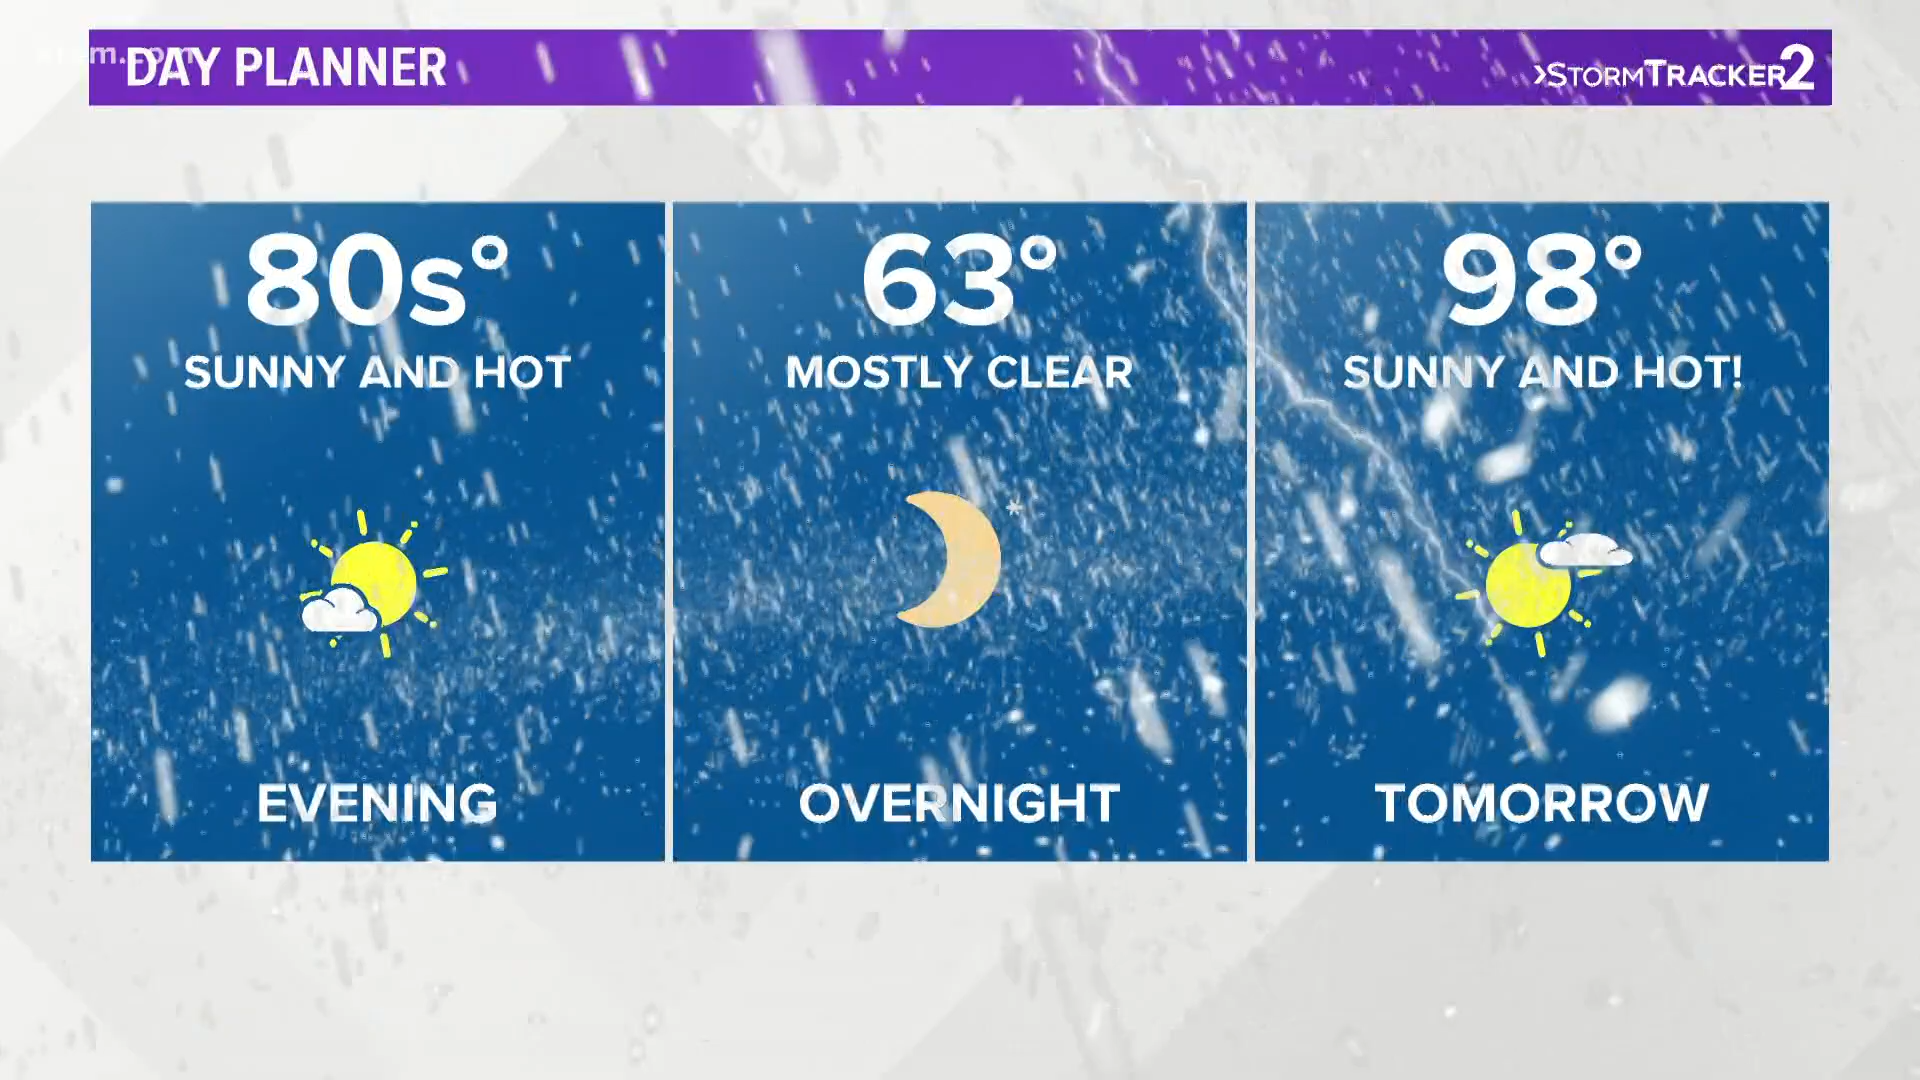 DAY PLANNER
›STORMTRACKER2
80s°
SUNNY AND HOT
EVENING
63°
MOSTLY CLEAR
OVERNIGHT
98°
SUNNY AND HOT!
TOMORROW